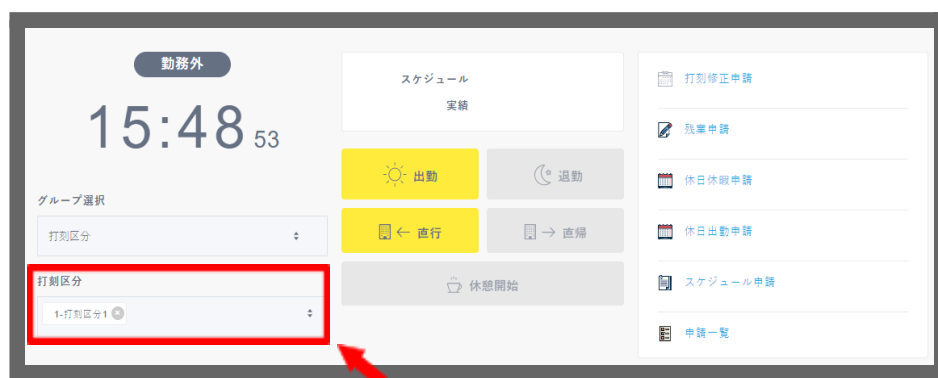 勤務外
15:48 53
グループ選択
打刻区分
打刻区分
1-打刻区分1
スケジュール
実績
出勤
退勤
直行
直帰
休憩開始
打刻修正申請
残業申請
休日休暇申請
休日出勤申請
スケジュール申請
申請一覧